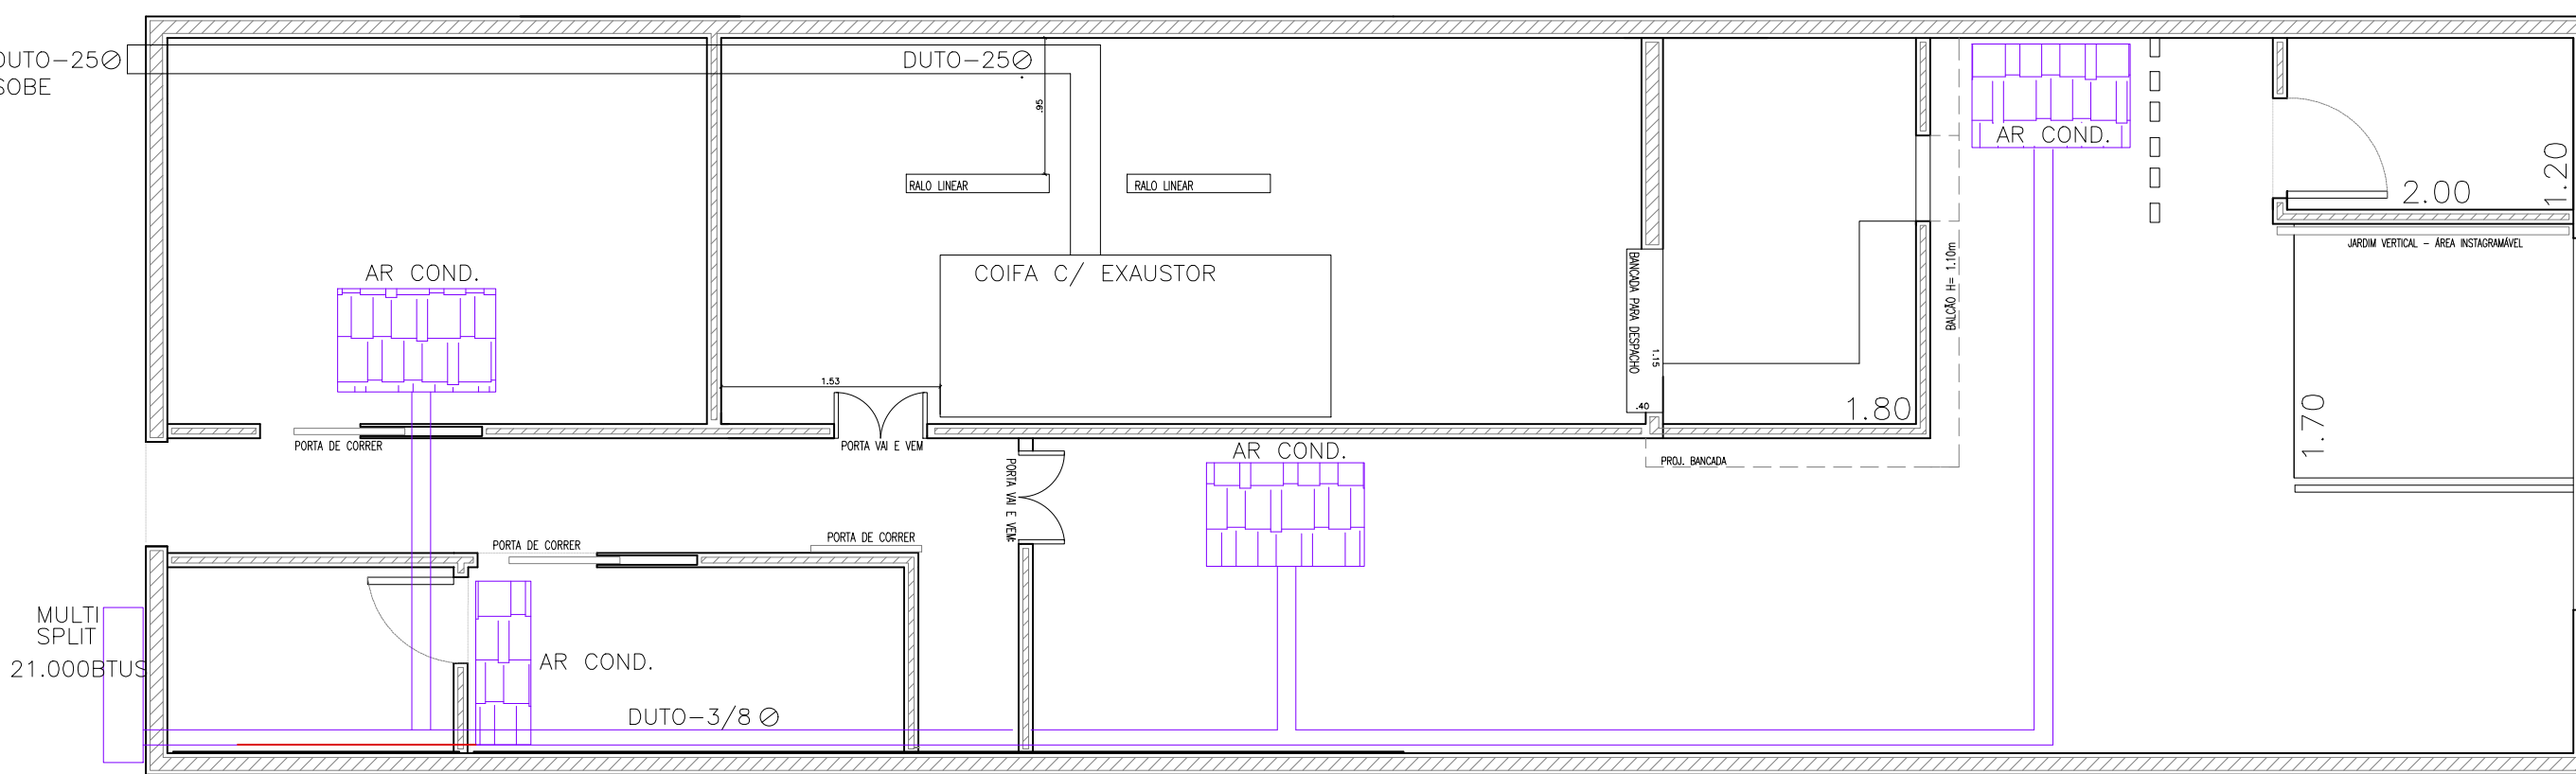 DUTO-25∅
SOBE
DUTO-25∅
.95
RALO LINEAR
RALO LINEAR
COIFA C/ EXAUSTOR
AR COND.
1.53
PORTA DE CORRER
PORTA VAI E VEM
BANCADA PARA DESPACHO
1.15
.40
1.80
PROJ. BANCADA
BALCÃO H= 1.10m
AR COND.
2.00
1.20
JARDIM VERTICAL - ÁREA INSTAGRAMÁVEL
1.70
AR COND.
PORTA VAI E VEM
PORTA DE CORRER
PORTA DE CORRER
MULTI
SPLIT
21.000BTUS
AR COND.
DUTO-3/8 ∅